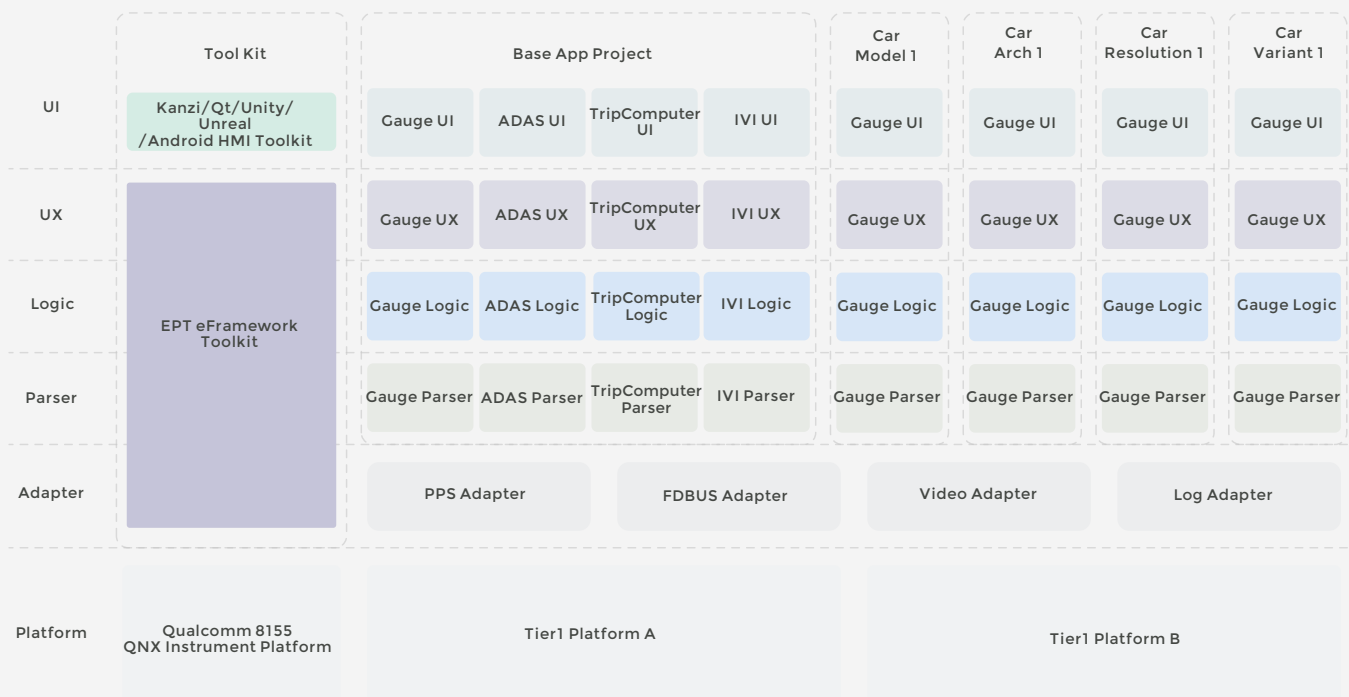 Tool Kit
Base App Project
Car
Model 1
Car
Arch 1
Car
Resolution 1
Car
Variant 1
UI
Kanzi/Qt/Unity/
Unreal
/Android HMI Toolkit
Gauge UI
ADAS UI
TripComputer
UI
IVI UI
Gauge UI
Gauge UI
Gauge UI
Gauge UI
UX
Gauge UX
ADAS UX
TripComputer
UX
IVI UX
Gauge UX
Gauge UX
Gauge UX
Gauge UX
Logic
EPT eFramework
Toolkit
Gauge Logic
ADAS Logic
TripComputer
Logic
IVI Logic
Gauge Logic
Gauge Logic
Gauge Logic
Gauge Logic
Parser
Gauge Parser
ADAS Parser
TripComputer
Parser
IVI Parser
Gauge Parser
Gauge Parser
Gauge Parser
Gauge Parser
Adapter
PPS Adapter
FDBUS Adapter
Video Adapter
Log Adapter
Platform
Qualcomm 8155
QNX Instrument Platform
Tier1 Platform A
Tier1 Platform B